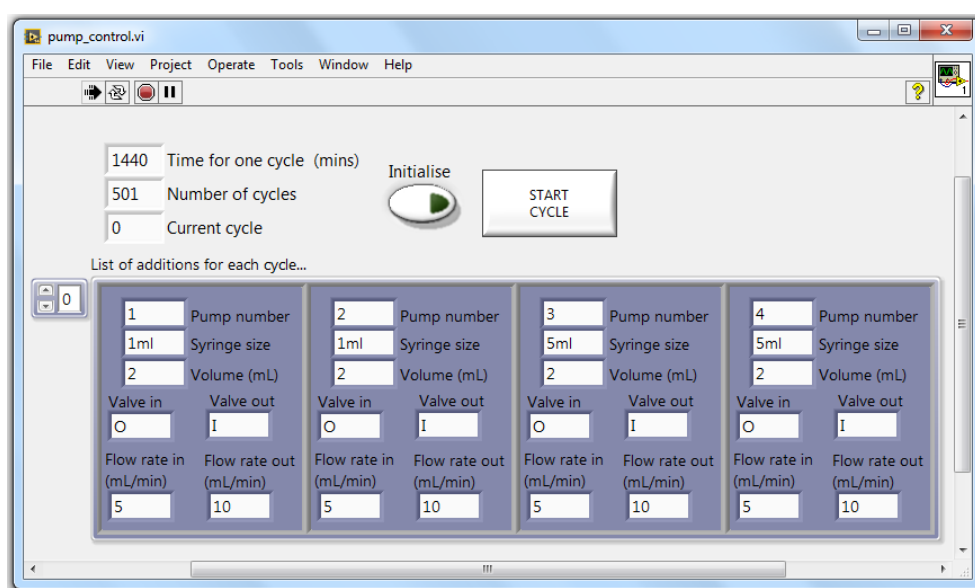 pump_control.vi
File Edit View Project Operate Tools Window Help
1
1440 Time for one cycle (mins)
501 Number of cycles
0 Current cycle
Initialise
START
CYCLE
List of additions for each cycle...
0
1 Pump number
1ml Syringe size
2 Volume (mL)
Valve in Valve out
O I
Flow rate in Flow rate out
(mL/min) (mL/min)
5 10
2 Pump number
1ml Syringe size
2 Volume (mL)
Valve in Valve out
O I
Flow rate in Flow rate out
(mL/min) (mL/min)
5 10
3 Pump number
5ml Syringe size
2 Volume (mL)
Valve in Valve out
O I
Flow rate in Flow rate out
(mL/min) (mL/min)
5 10
4 Pump number
5ml Syringe size
2 Volume (mL)
Valve in Valve out
O I
Flow rate in Flow rate out
(mL/min) (mL/min)
5 10